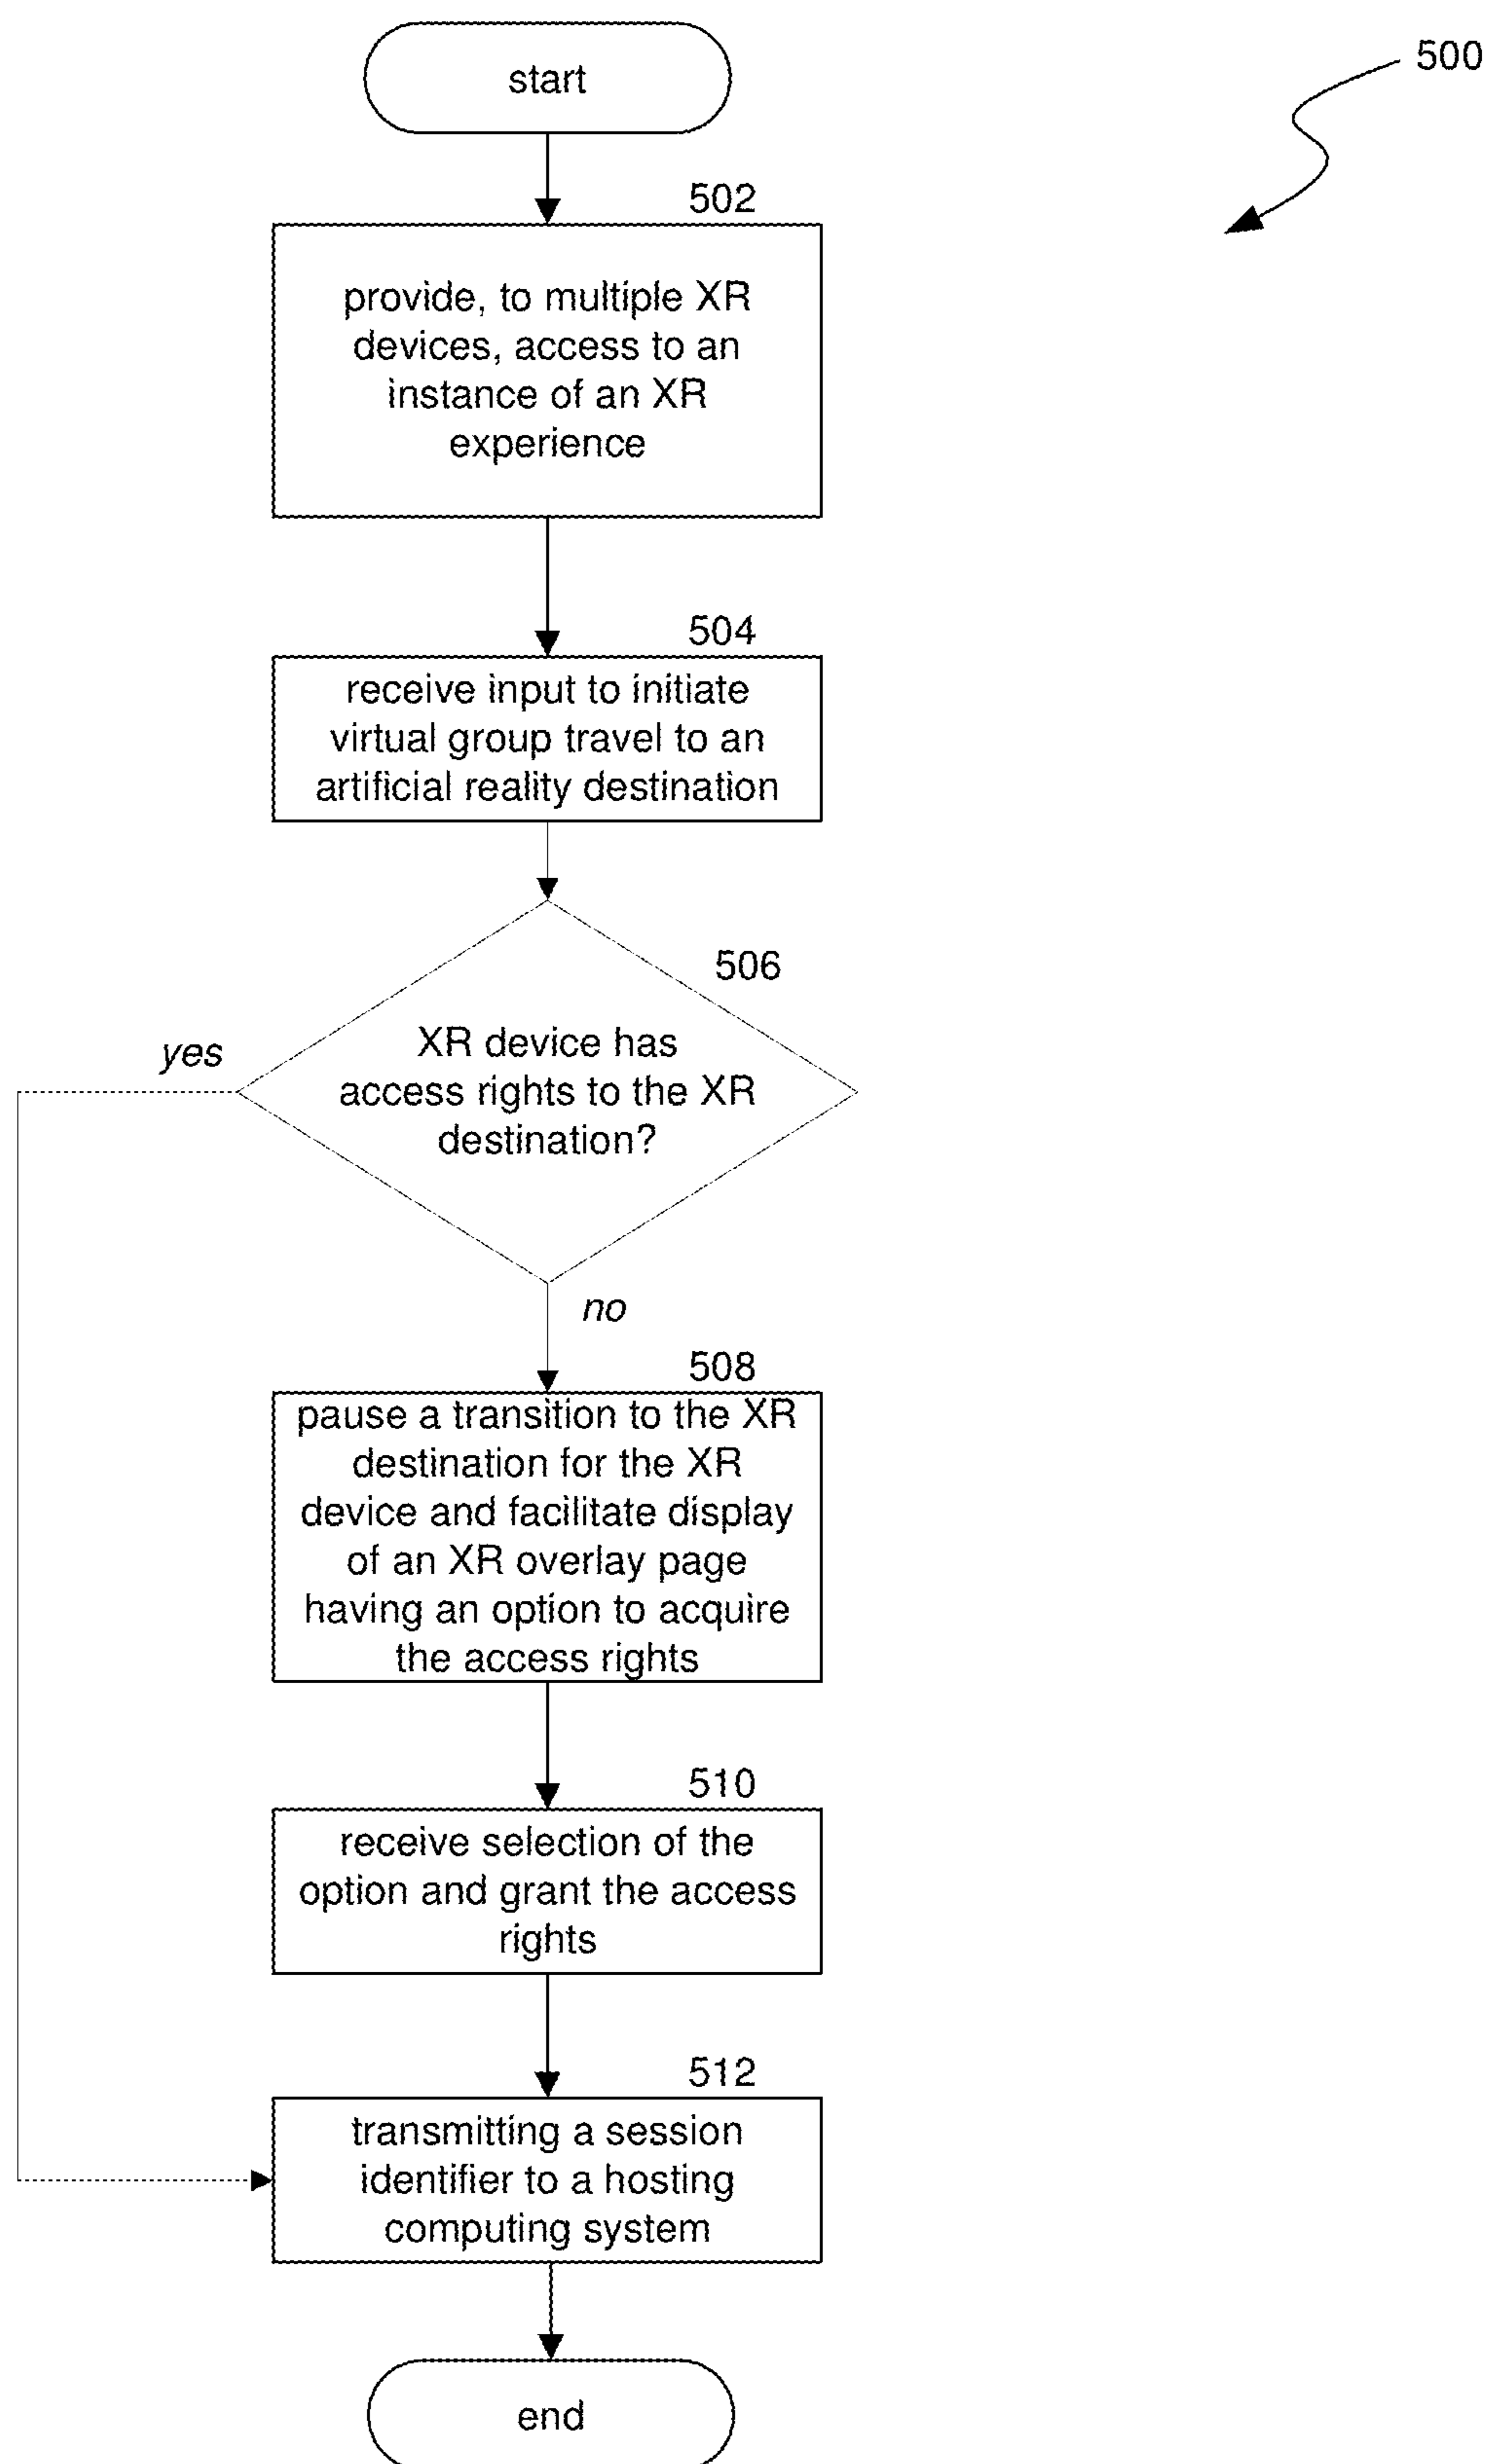 start
500
502
provide, to multiple XR
devices, access to an
instance of an XR
experience
504
receive input to initiate
virtual group travel to an
artificial reality destination
506
XR device has
access rights to the XR
destination?
yes
no
508
pause a transition to the XR
destination for the XR
device and facilitate display
of an XR overlay page
having an option to acquire
the access rights
510
receive selection of the
option and grant the access
rights
512
transmitting a session
identifier to a hosting
computing system
end